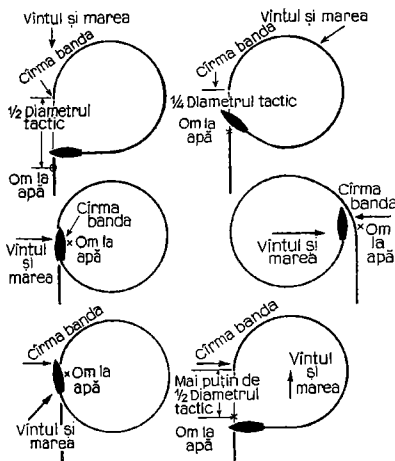 Vîntul și marea
Cîrma banda
½ Diametrul
tactic
Om la
apă
Vîntul și marea
Cîrma banda
¼ Diametrul tactic
Om la
apă
Cîrma
banda
Vîntul
și
marea
Om la
apă
Cîrma
banda
Vîntul și
marea
Om la
apă
Cîrma banda
Om la
apă
Vîntul
și marea
Cîrma banda
Mai puțin de
½ Diametrul
tactic
Om la
apă
Vîntul
și
marea